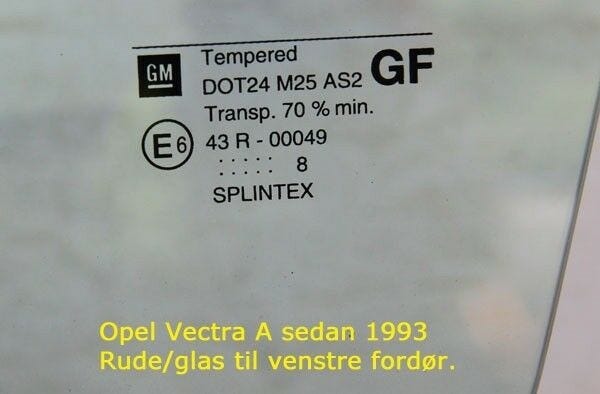 GM
Tempered
DOT24 M25 AS2 GF
Transp. 70 % min.
E6 43 R - 00049
: : : : : 8
SPLINTEX
Opel Vectra A sedan 1993
Rude/glas til venstre fordør.